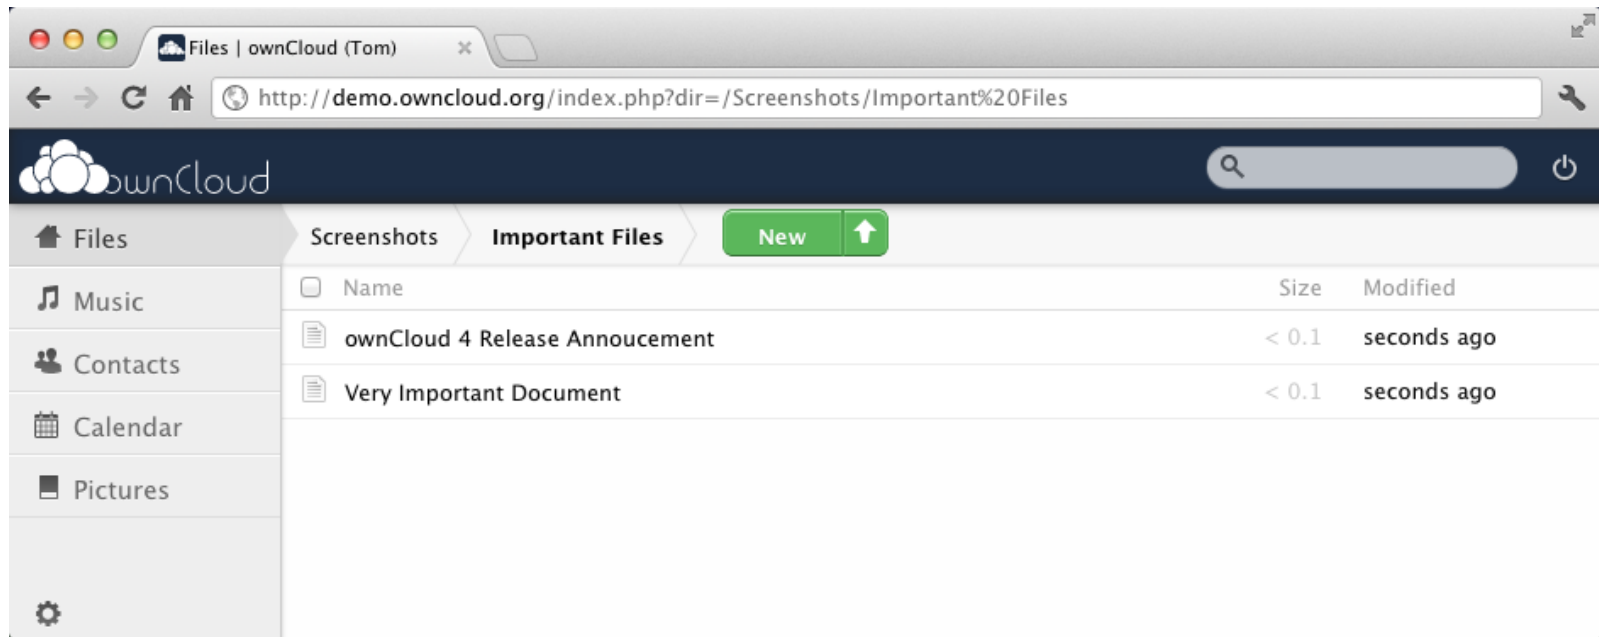 Files | ownCloud (Tom)
http://demo.owncloud.org/index.php?dir=/Screenshots/Important%20Files
ownCloud
Files
Screenshots Important Files New
Name Size Modified
Music
ownCloud 4 Release Annoucement < 0.1 seconds ago
Contacts
Very Important Document < 0.1 seconds ago
Calendar
Pictures